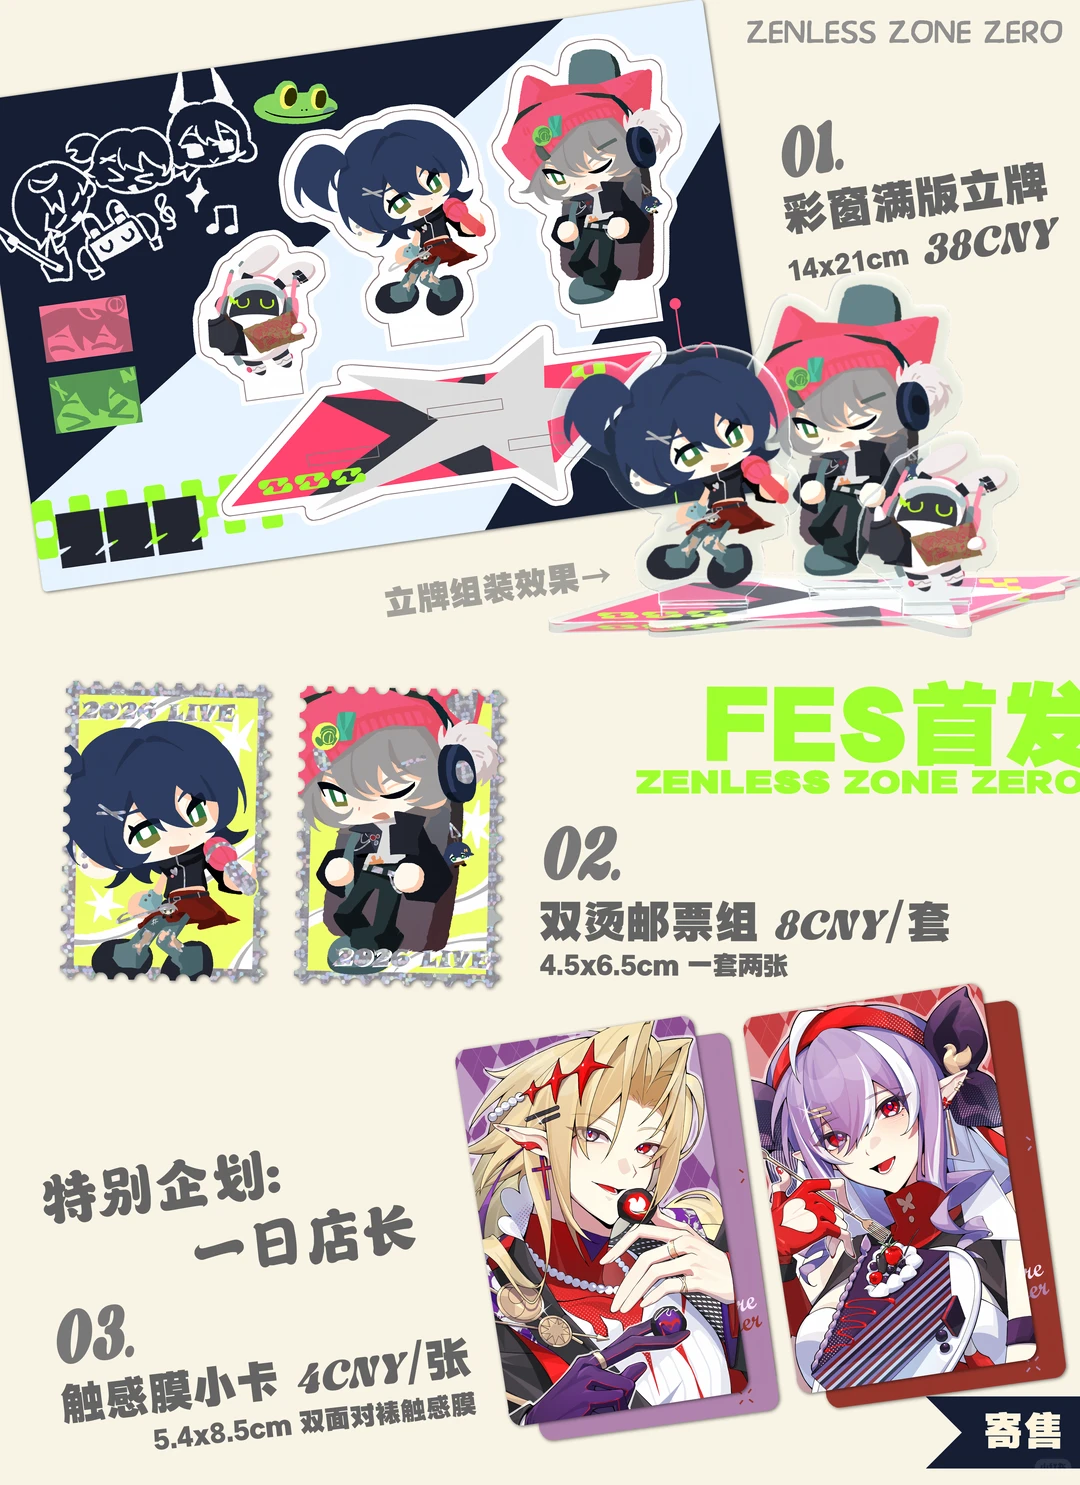 ZENLESS ZONE ZERO
01.
彩窗满版立牌
14x21cm 38CNY
ZZZ
立牌组装效果→
2026 LIVE
2026 LIVE
FES首发
ZENLESS ZONE ZERO
02.
双烫邮票组 8CNY/套
4.5x6.5cm 一套两张
特别企划:
一日店长
03.
触感膜小卡 4CNY/张
5.4x8.5cm 双面对裱触感膜
寄售